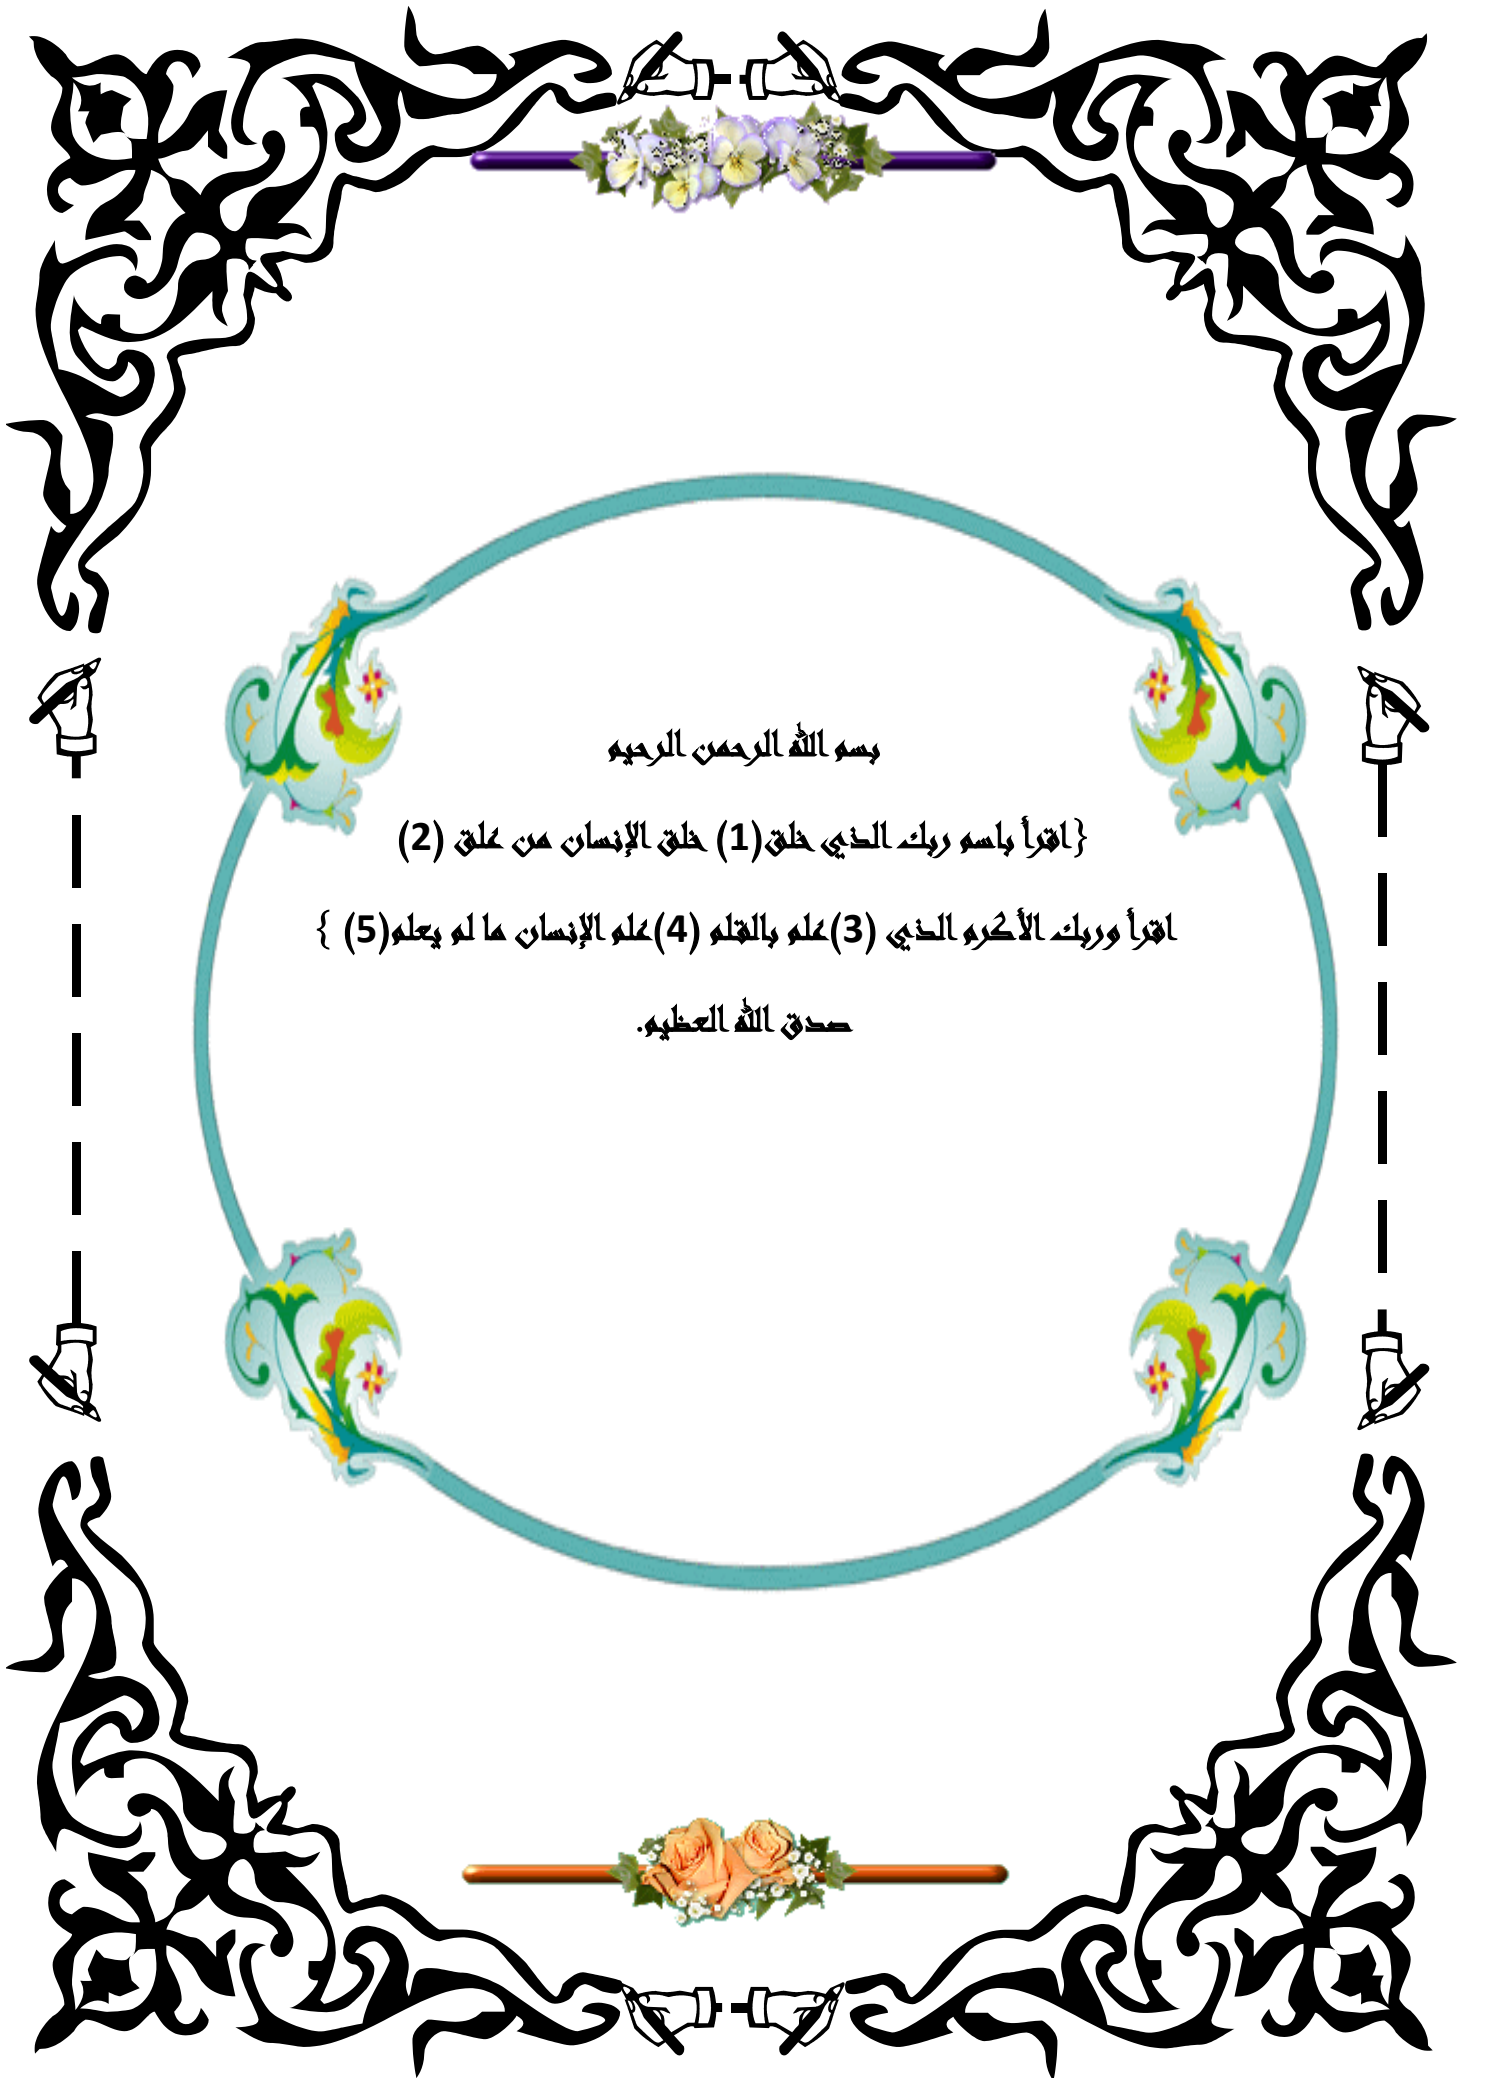 بسم الله الرحمن الرحيم
{اقرأ باسم ربك الذي خلق(1) خلق الإنسان من علق (2)
اقرأ وربك الأكرم الذي (3)علم بالقلم (4)علم الإنسان ما لم يعلم(5) }
صدق الله العظيم.